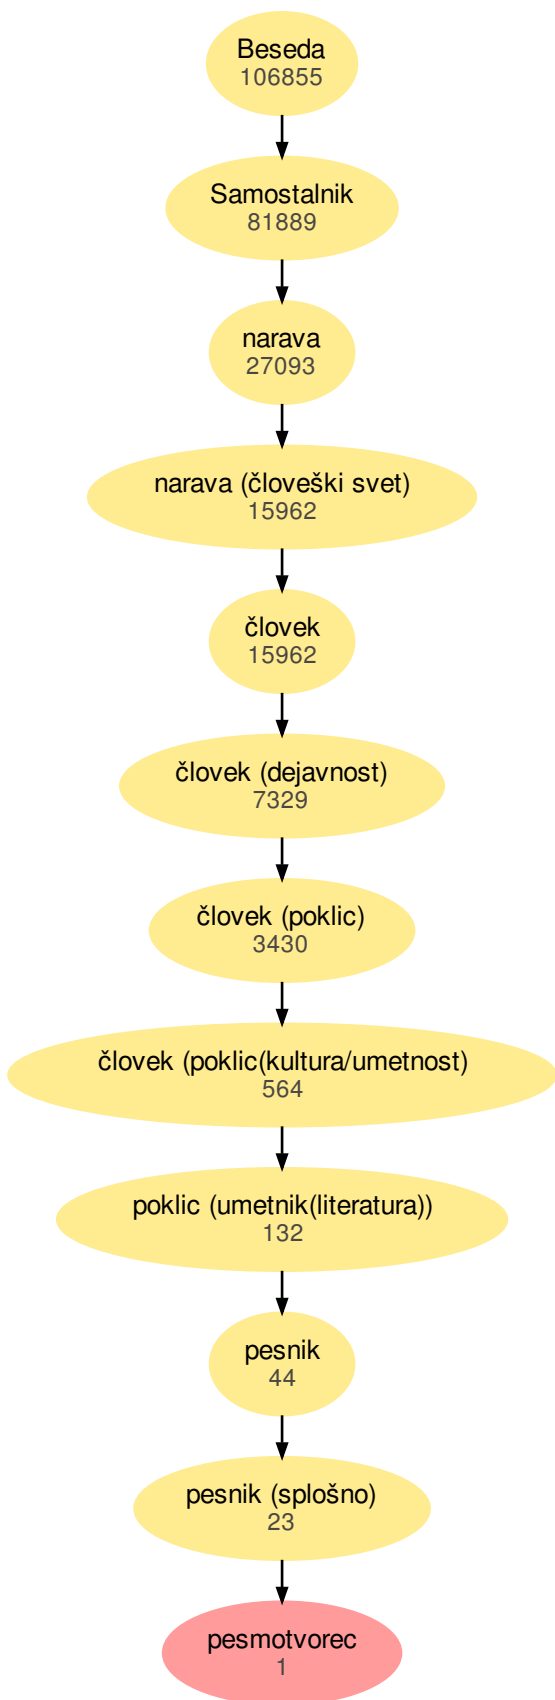 Beseda
106855
Samostalnik
81889
narava
27093
narava (človeški svet)
15962
človek
15962
človek (dejavnost)
7329
človek (poklic)
3430
človek (poklic(kultura/umetnost)
564
poklic (umetnik(literatura))
132
pesnik
44
pesnik (splošno)
23
pesmotvorec
1